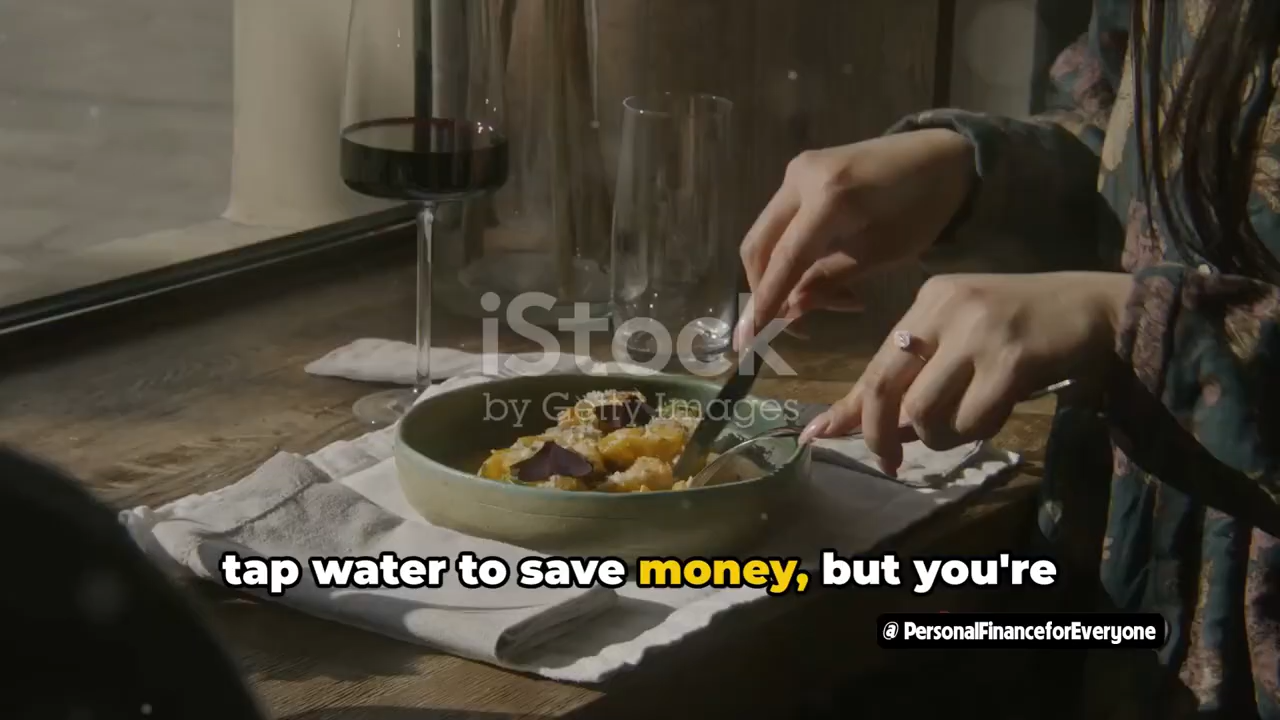 iStock
by Getty Images
tap water to save money, but you're
@ PersonalFinanceforEveryone